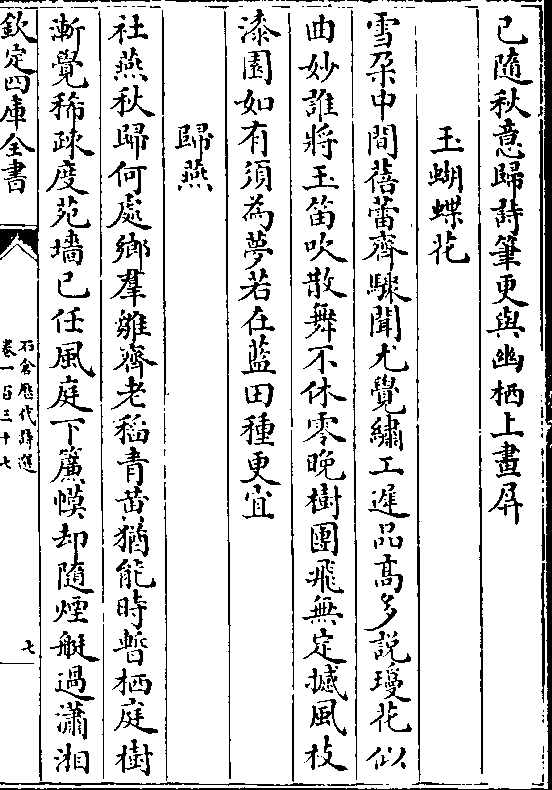 已隨秋意歸詩筆更與幽栖上畫屏
玉蝴蝶花
雪朶中間蓓蕾齊驟聞尤覺繡工遲品髙多説瓊花似
曲妙誰將玉笛吹散舞不休零晚樹團飛無定撼風枝
漆園如有須為夢若在藍田種更宜
歸燕
社燕秋歸何處鄉羣雛齊老稻青黄猶能時暫栖庭樹
漸覺稀疎度苑墻已任風庭下簾幙却隨煙艇過瀟湘
欽定四庫全書
石倉歷代詩選
卷一百三十七
七